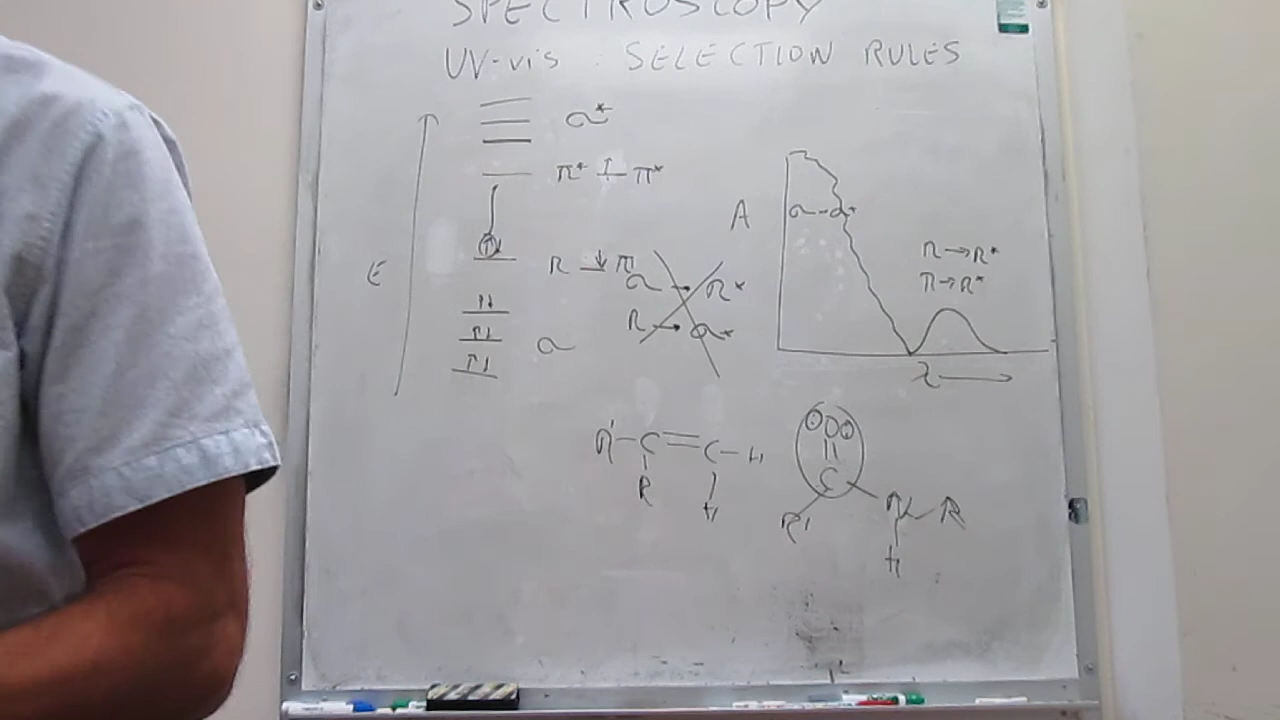 SPECTROSCOPY
UV-vis : SELECTION RULES
σ*
π* π*
E
A
σ-σ*
π → π*
π → π*
π π
σ → π*
π → σ*
σ
λ →
R'-C=C-H
R H
O
C
R' N-R
H